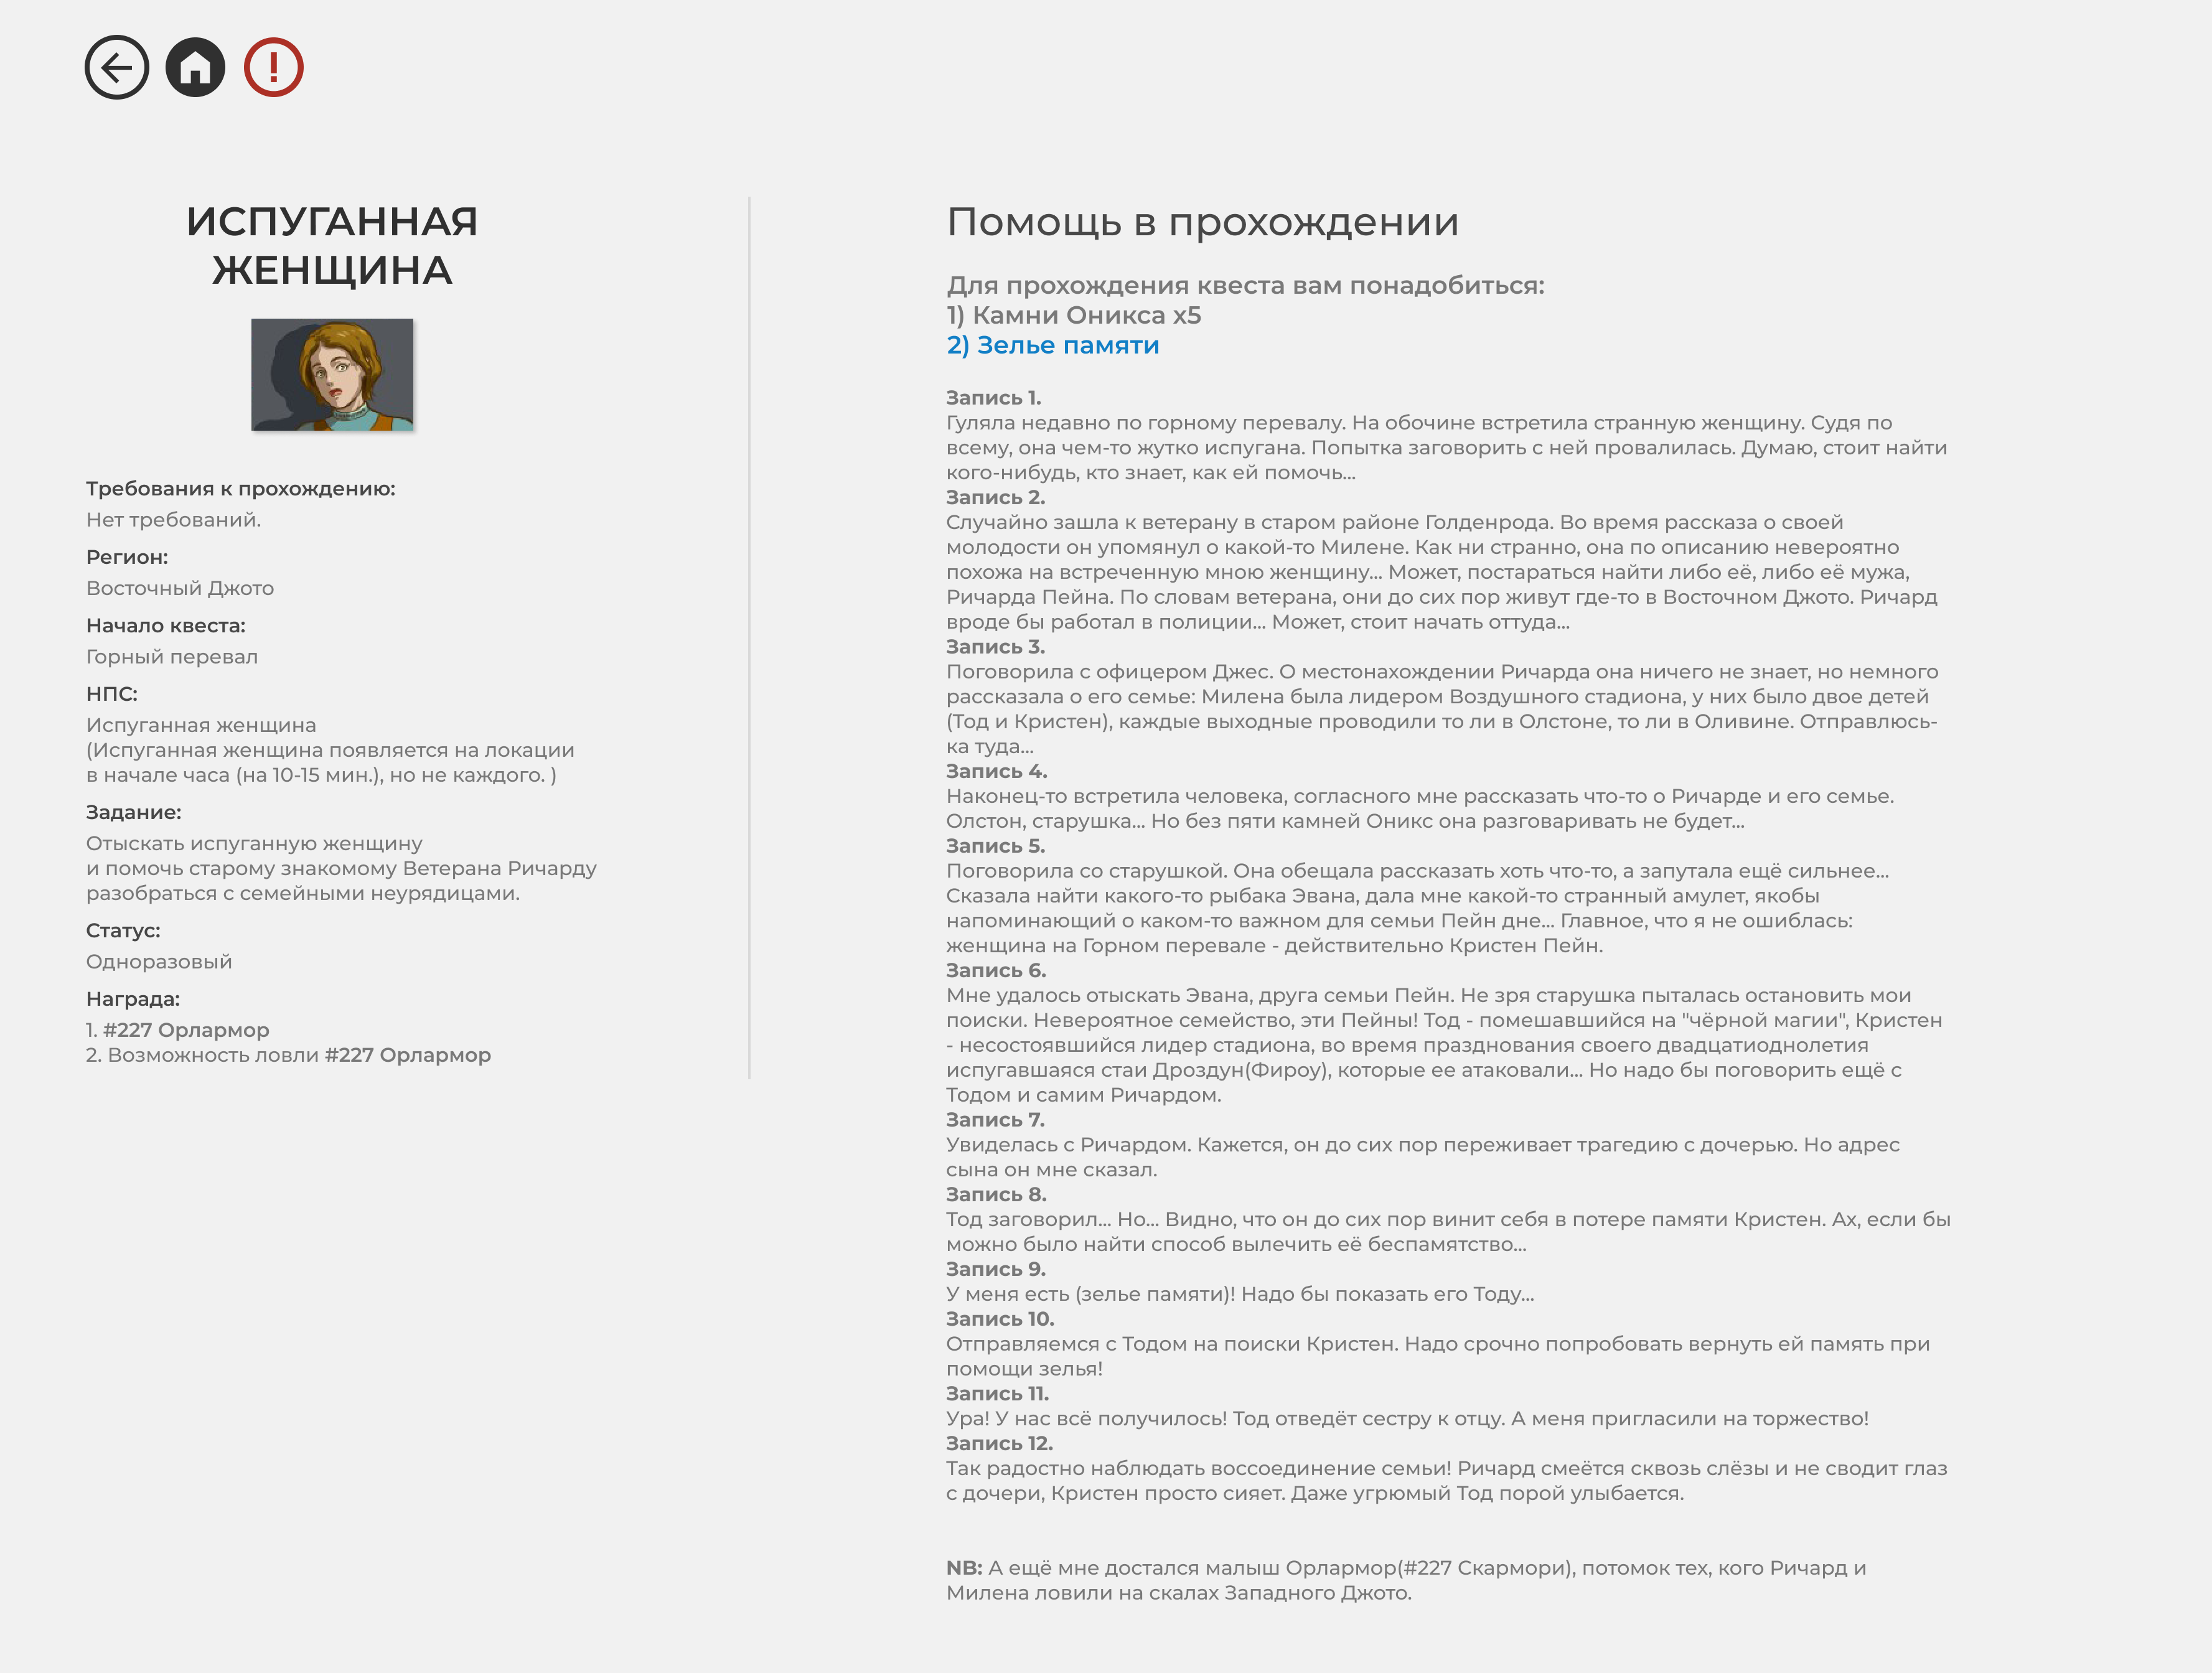 ИСПУГАННАЯ
ЖЕНЩИНА
Требования к прохождению:
Нет требований.
Регион:
Восточный Джото
Начало квеста:
Горный перевал
НПС:
Испуганная женщина
(Испуганная женщина появляется на локации
в начале часа (на 10-15 мин.), но не каждого. )
Задание:
Отыскать испуганную женщину
и помочь старому знакомому Ветерана Ричарду
разобраться с семейными неурядицами.
Статус:
Одноразовый
Награда:
1. #227 Орлармор
2. Возможность ловли #227 Орлармор
Помощь в прохождении
Для прохождения квеста вам понадобиться:
1) Камни Оникса x5
2) Зелье памяти
Запись 1.
Гуляла недавно по горному перевалу. На обочине встретила странную женщину. Судя по
всему, она чем-то жутко испугана. Попытка заговорить с ней провалилась. Думаю, стоит найти
кого-нибудь, кто знает, как ей помочь...
Запись 2.
Случайно зашла к ветерану в старом районе Голденрода. Во время рассказа о своей
молодости он упомянул о какой-то Милене. Как ни странно, она по описанию невероятно
похожа на встреченную мною женщину... Может, постараться найти либо её, либо её мужа,
Ричарда Пейна. По словам ветерана, они до сих пор живут где-то в Восточном Джото. Ричард
вроде бы работал в полиции... Может, стоит начать оттуда...
Запись 3.
Поговорила с офицером Джес. О местонахождении Ричарда она ничего не знает, но немного
рассказала о его семье: Милена была лидером Воздушного стадиона, у них было двое детей
(Тод и Кристен), каждые выходные проводили то ли в Олстоне, то ли в Оливине. Отправлюсь-
ка туда...
Запись 4.
Наконец-то встретила человека, согласного мне рассказать что-то о Ричарде и его семье.
Олстон, старушка... Но без пяти камней Оникс она разговаривать не будет...
Запись 5.
Поговорила со старушкой. Она обещала рассказать хоть что-то, а запутала ещё сильнее...
Сказала найти какого-то рыбака Эвана, дала мне какой-то странный амулет, якобы
напоминающий о каком-то важном для семьи Пейн дне... Главное, что я не ошиблась:
женщина на Горном перевале - действительно Кристен Пейн.
Запись 6.
Мне удалось отыскать Эвана, друга семьи Пейн. Не зря старушка пыталась остановить мои
поиски. Невероятное семейство, эти Пейны! Тод - помешавшийся на "чёрной магии", Кристен
- несостоявшийся лидер стадиона, во время празднования своего двадцатиоднолетия
испугавшаяся стаи Дроздун(Фироу), которые ее атаковали... Но надо бы поговорить ещё с
Тодом и самим Ричардом.
Запись 7.
Увиделась с Ричардом. Кажется, он до сих пор переживает трагедию с дочерью. Но адрес
сына он мне сказал.
Запись 8.
Тод заговорил... Но... Видно, что он до сих пор винит себя в потере памяти Кристен. Ах, если бы
можно было найти способ вылечить её беспамятство...
Запись 9.
У меня есть (зелье памяти)! Надо бы показать его Тоду...
Запись 10.
Отправляемся с Тодом на поиски Кристен. Надо срочно попробовать вернуть ей память при
помощи зелья!
Запись 11.
Ура! У нас всё получилось! Тод отведёт сестру к отцу. А меня пригласили на торжество!
Запись 12.
Так радостно наблюдать воссоединение семьи! Ричард смеётся сквозь слёзы и не сводит глаз
с дочери, Кристен просто сияет. Даже угрюмый Тод порой улыбается.
NB: А ещё мне достался малыш Орлармор(#227 Скармори), потомок тех, кого Ричард и
Милена ловили на скалах Западного Джото.